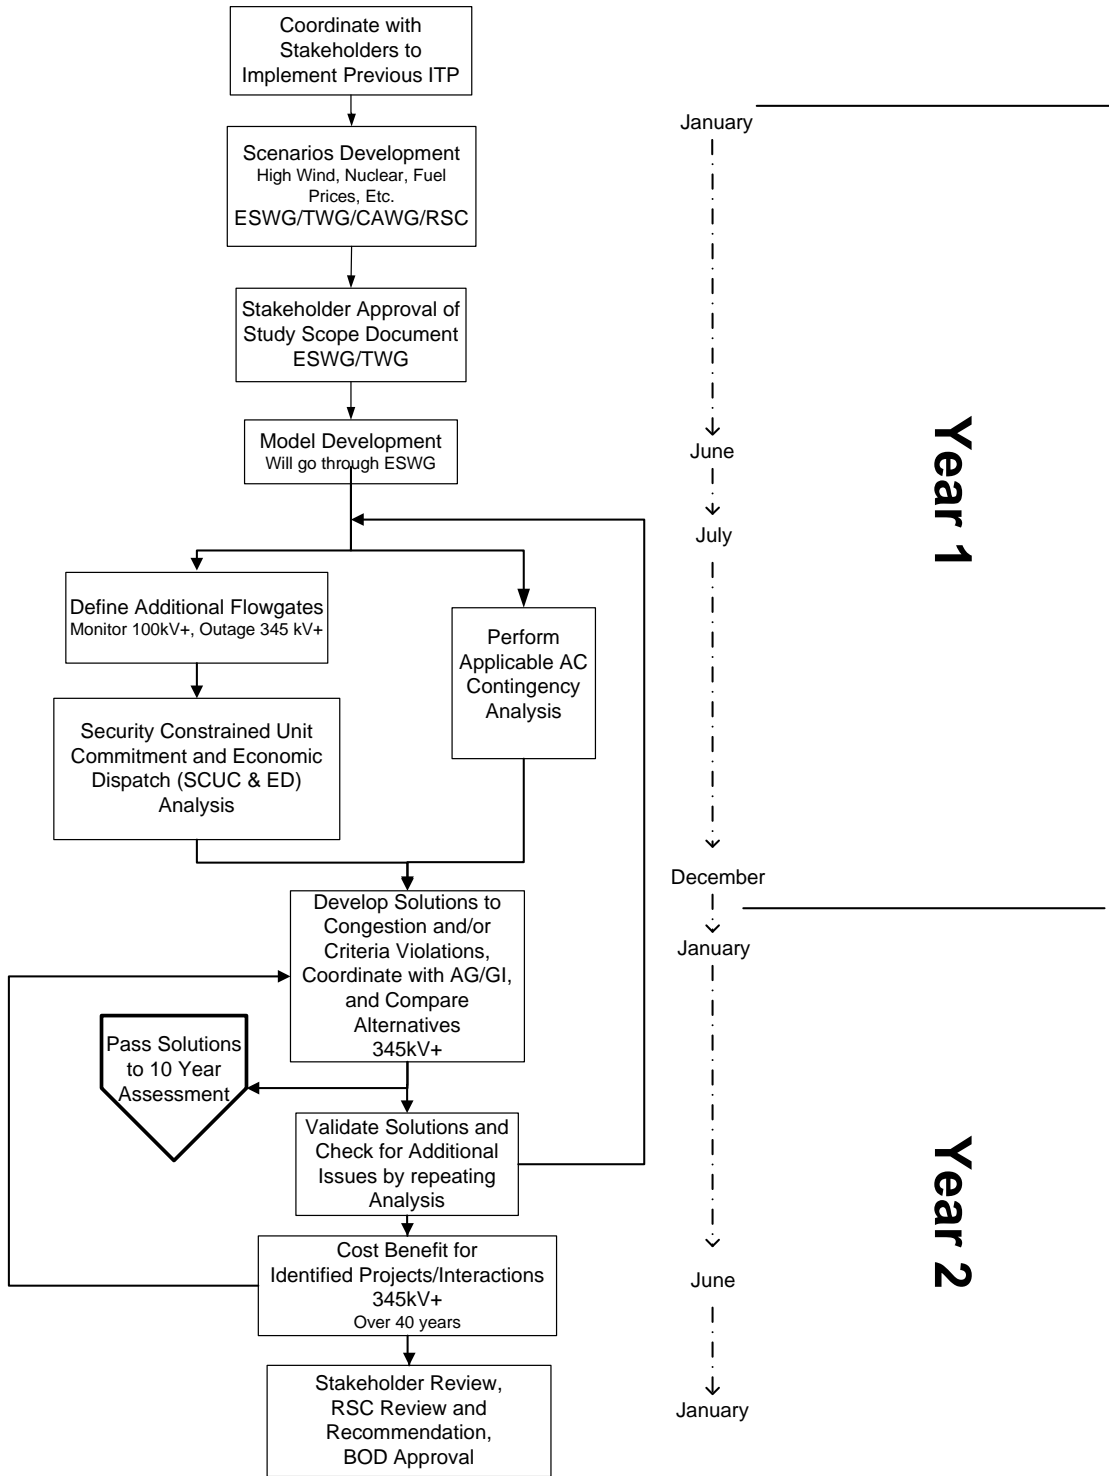 Coordinate with
Stakeholders to
Implement Previous ITP
Scenarios Development
High Wind, Nuclear, Fuel
Prices, Etc.
ESWG/TWG/CAWG/RSC
Stakeholder Approval of
Study Scope Document
ESWG/TWG
Model Development
Will go through ESWG
Define Additional Flowgates
Monitor 100kV+, Outage 345 kV+
Perform
Applicable AC
Contingency
Analysis
Security Constrained Unit
Commitment and Economic
Dispatch (SCUC & ED)
Analysis
Develop Solutions to
Congestion and/or
Criteria Violations,
Coordinate with AG/GI,
and Compare
Alternatives
345kV+
Pass Solutions
to 10 Year
Assessment
Validate Solutions and
Check for Additional
Issues by repeating
Analysis
Cost Benefit for
Identified Projects/Interactions
345kV+
Over 40 years
Stakeholder Review,
RSC Review and
Recommendation,
BOD Approval
January
June
July
December
January
June
January
Year 1
Year 2